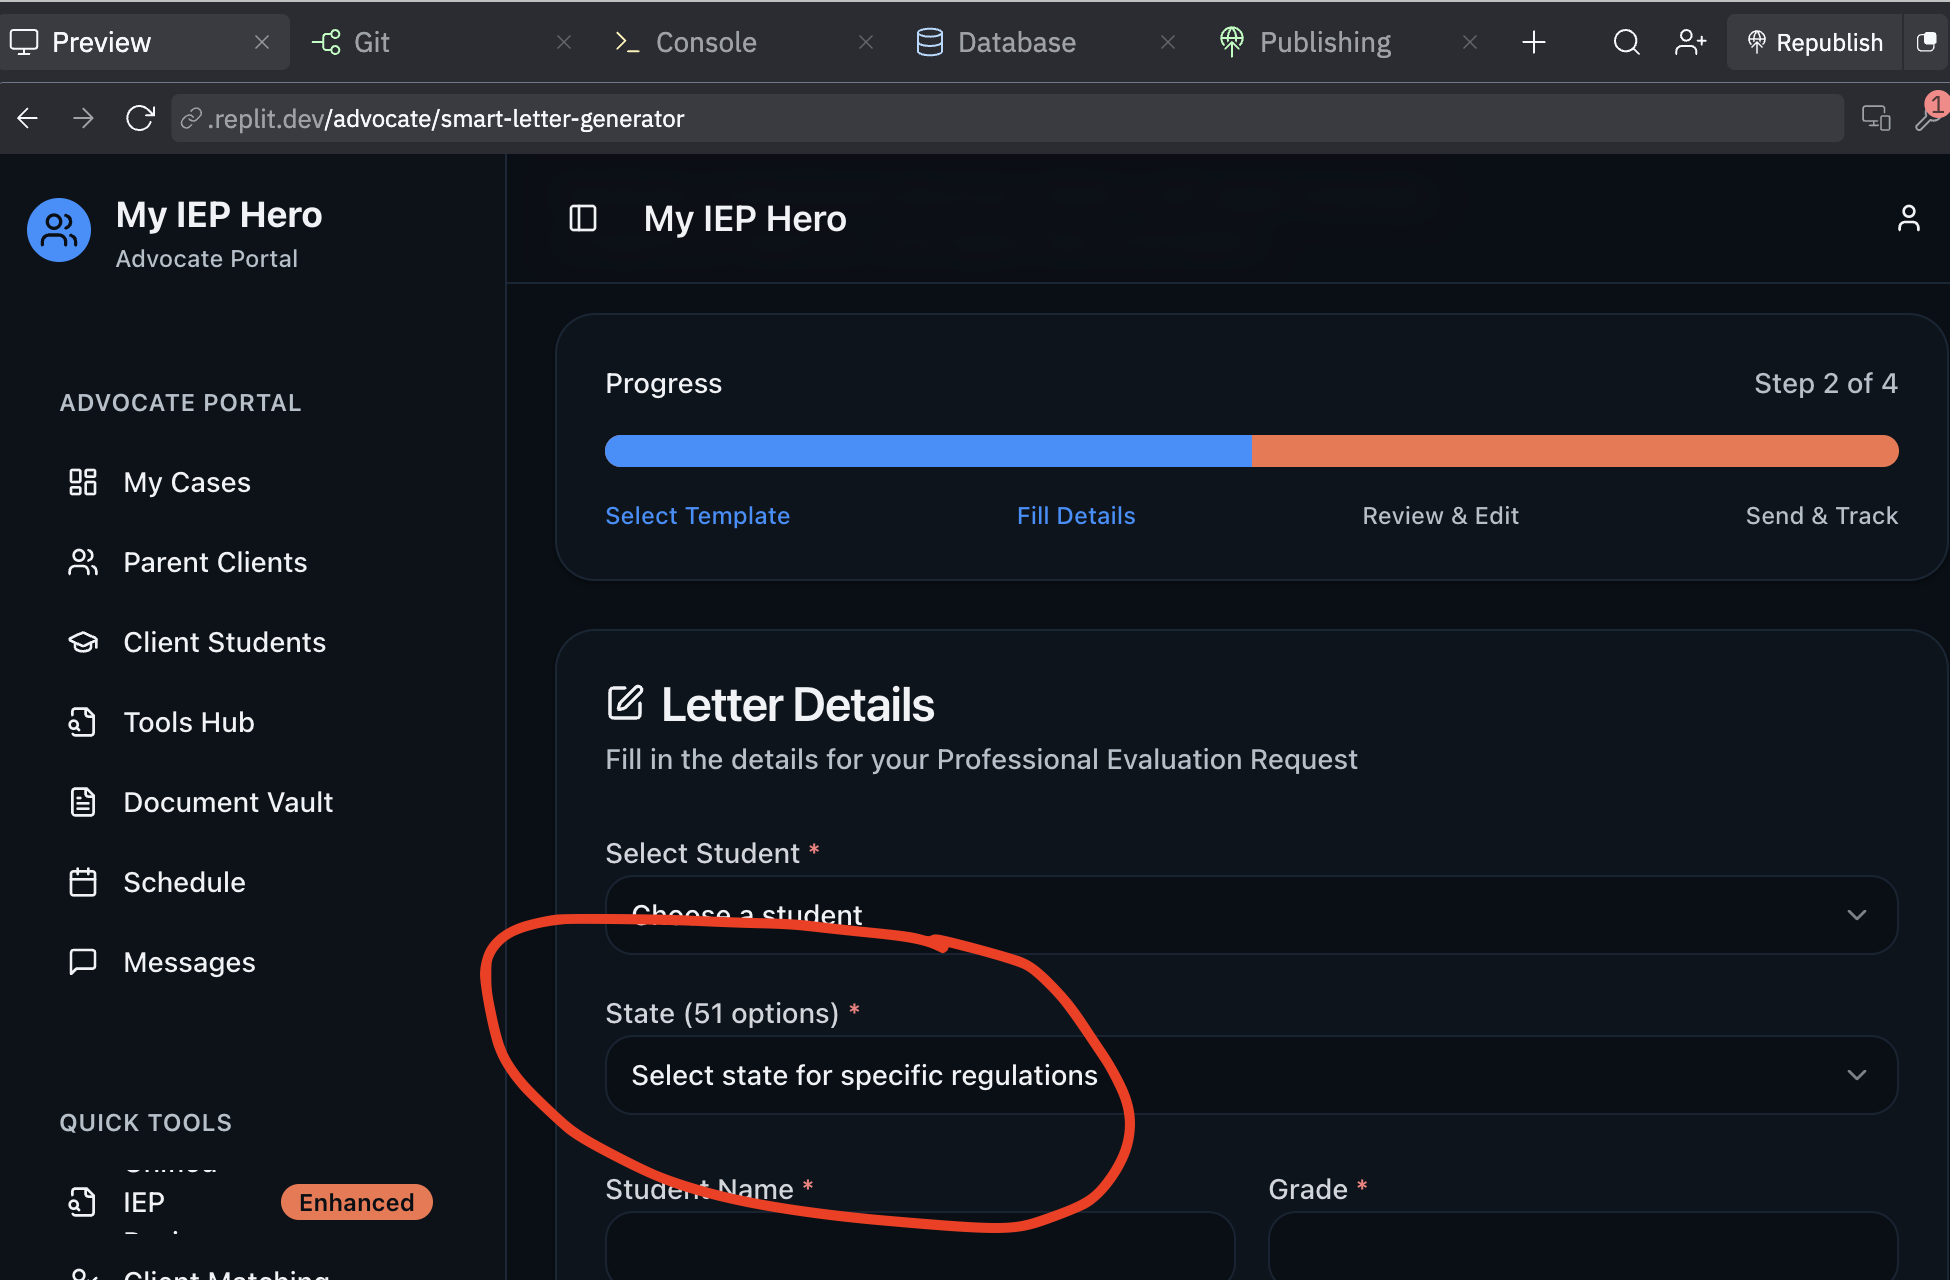 Preview
Git
Console
Database
Publishing
Republish
.replit.dev/advocate/smart-letter-generator
1
My IEP Hero
Advocate Portal
My IEP Hero
ADVOCATE PORTAL
My Cases
Parent Clients
Client Students
Tools Hub
Document Vault
Schedule
Messages
QUICK TOOLS
IEP
Enhanced
Client Matching
Progress
Step 2 of 4
Select Template
Fill Details
Review & Edit
Send & Track
Letter Details
Fill in the details for your Professional Evaluation Request
Select Student *
Choose a student
State (51 options) *
Select state for specific regulations
Student Name *
Grade *